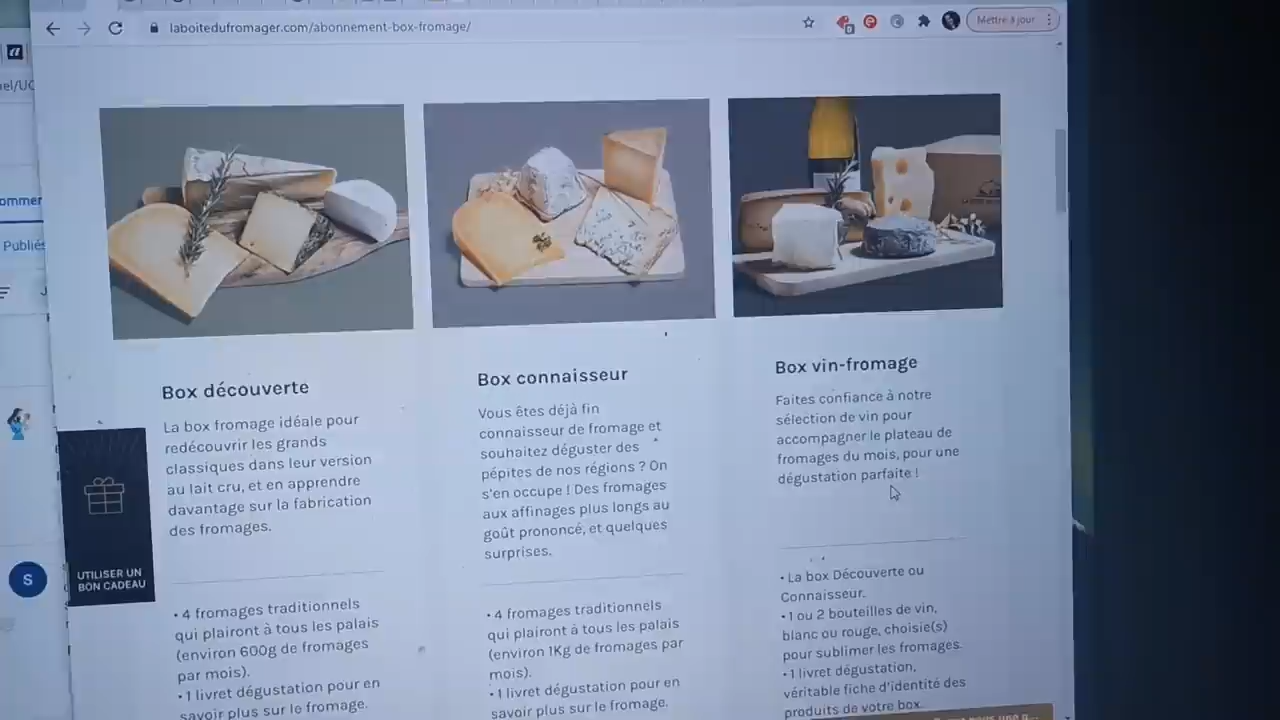 laboitedufromager.com/abonnement-box-fromage/
Mettre à jour
Publiés
Box découverte
La box fromage idéale pour
redécouvrir les grands
classiques dans leur version
au lait cru, et en apprendre
davantage sur la fabrication
des fromages.
• 4 fromages traditionnels
qui plairont à tous les palais
(environ 600g de fromages
par mois).
• 1 livret dégustation pour en
savoir plus sur le fromage.
Box connaisseur
Vous êtes déjà fin
connaisseur de fromage et
souhaitez déguster des
pépites de nos régions ? On
s'en occupe ! Des fromages
aux affinages plus longs au
goût prononcé, et quelques
surprises.
• 4 fromages traditionnels
qui plairont à tous les palais
(environ 1Kg de fromages par
mois).
• 1 livret dégustation pour en
savoir plus sur le fromage.
Box vin-fromage
Faites confiance à notre
sélection de vin pour
accompagner le plateau de
fromages du mois, pour une
dégustation parfaite !
• La box Découverte ou
Connaisseur.
• 1 ou 2 bouteilles de vin,
blanc ou rouge, choisie(s)
pour sublimer les fromages.
• 1 livret dégustation,
véritable fiche d'identité des
produits de votre box.
UTILISER UN
BON CADEAU
S